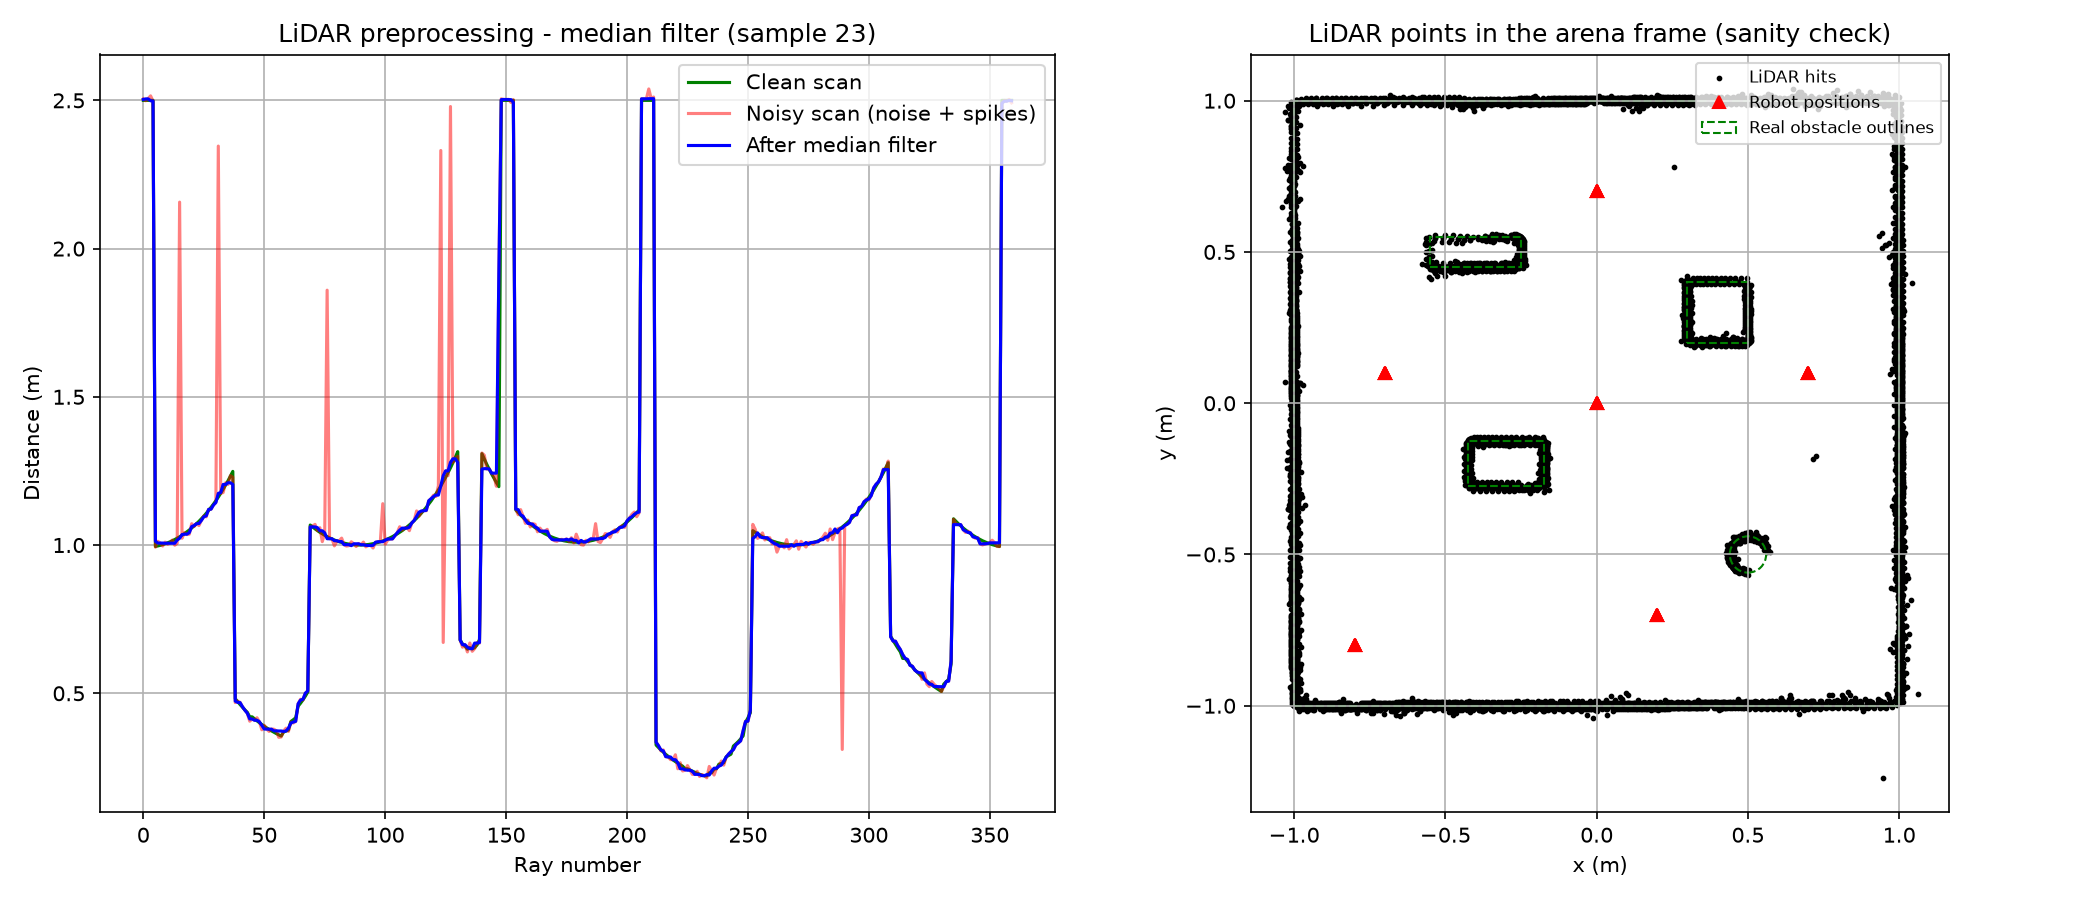 LiDAR preprocessing - median filter (sample 23)
Clean scan
Noisy scan (noise + spikes)
After median filter
Distance (m)
2.5
2.0
1.5
1.0
0.5
0 50 100 150 200 250 300 350
Ray number
LiDAR points in the arena frame (sanity check)
LiDAR hits
Robot positions
Real obstacle outlines
y (m)
1.0
0.5
0.0
−0.5
−1.0
−1.0 −0.5 0.0 0.5 1.0
x (m)